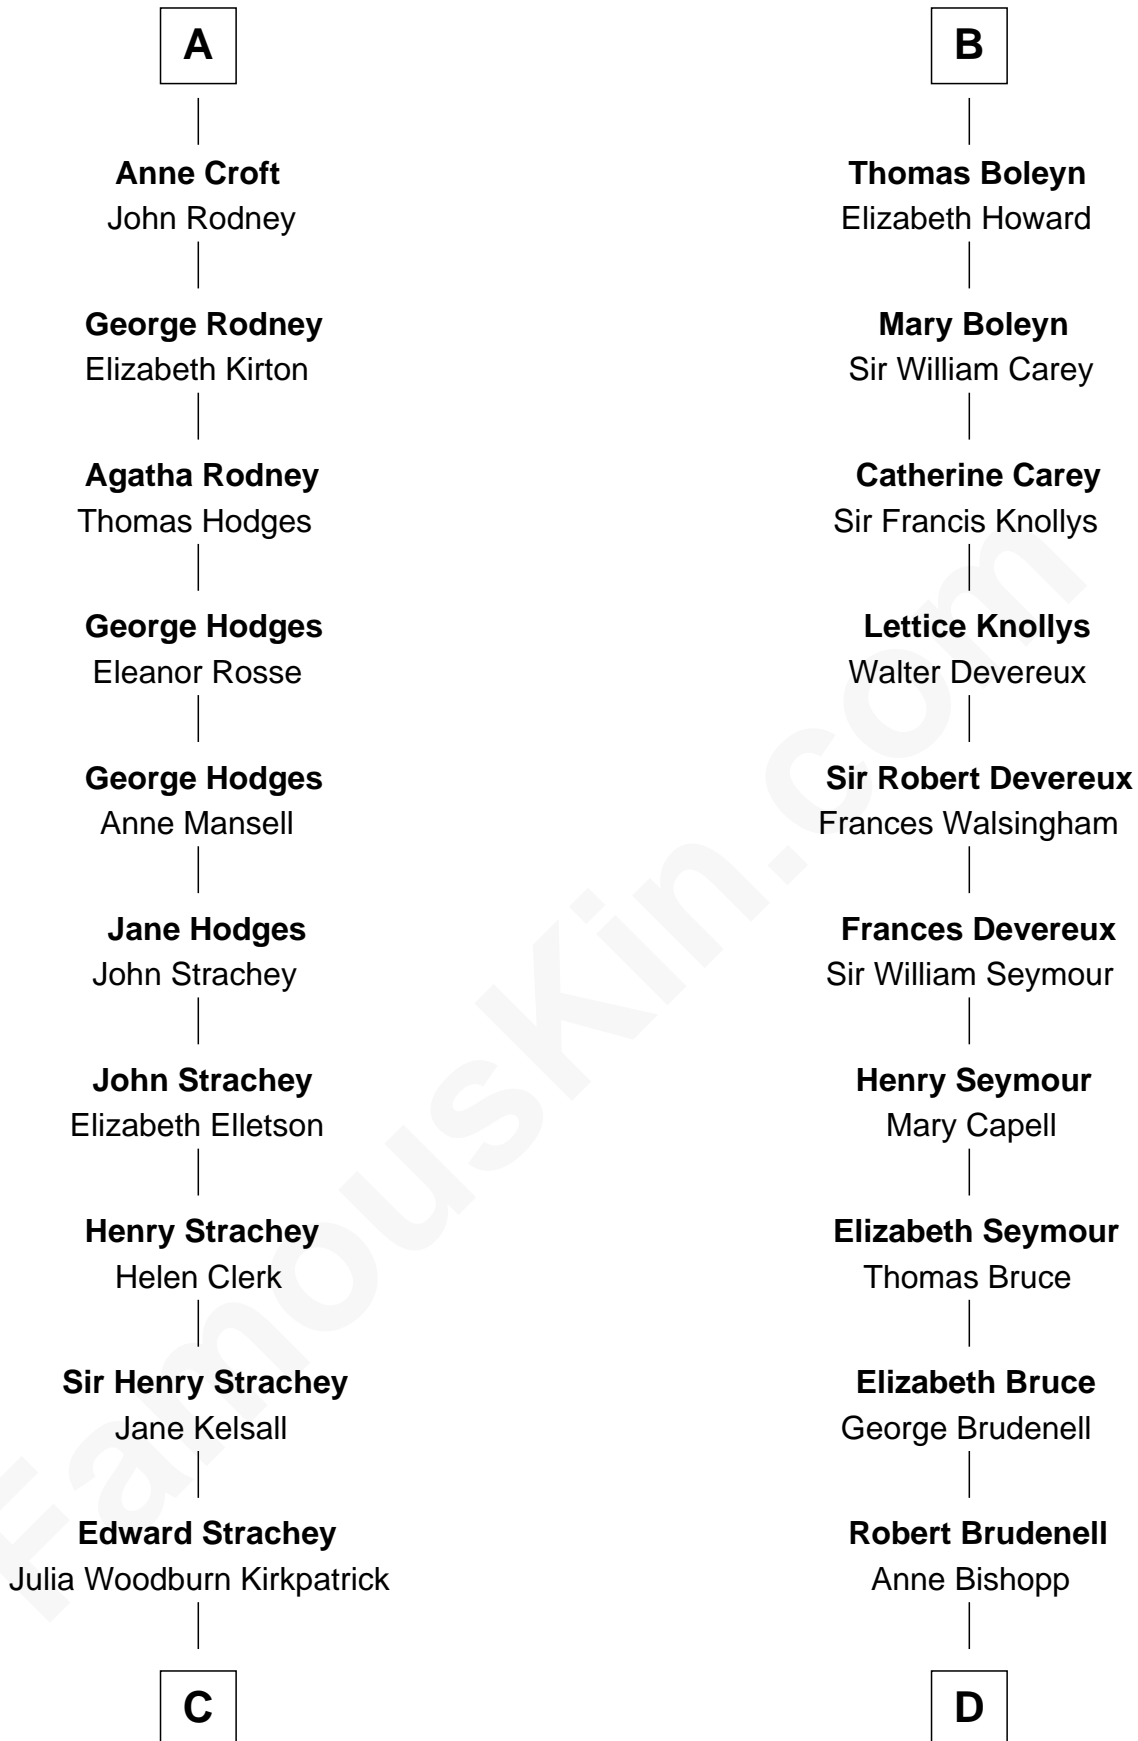 A
Anne Croft
John Rodney
George Rodney
Elizabeth Kirton
Agatha Rodney
Thomas Hodges
George Hodges
Eleanor Rosse
George Hodges
Anne Mansell
Jane Hodges
John Strachey
John Strachey
Elizabeth Elletson
Henry Strachey
Helen Clerk
Sir Henry Strachey
Jane Kelsall
Edward Strachey
Julia Woodburn Kirkpatrick
C
B
Thomas Boleyn
Elizabeth Howard
Mary Boleyn
Sir William Carey
Catherine Carey
Sir Francis Knollys
Lettice Knollys
Walter Devereux
Sir Robert Devereux
Frances Walsingham
Frances Devereux
Sir William Seymour
Henry Seymour
Mary Capell
Elizabeth Seymour
Thomas Bruce
Elizabeth Bruce
George Brudenell
Robert Brudenell
Anne Bishopp
D
FamousKin.com